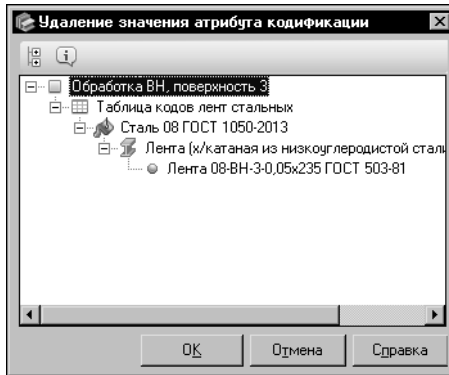 Удаление значения атрибута кодификации
Обработка ВН, поверхность 3
Таблица кодов лент стальных
Сталь 08 ГОСТ 1050-2013
Лента (х/катаная из низкоуглеродистой стали
Лента 08-ВН-3-0,05х235 ГОСТ 503-81
OK
Отмена
Справка